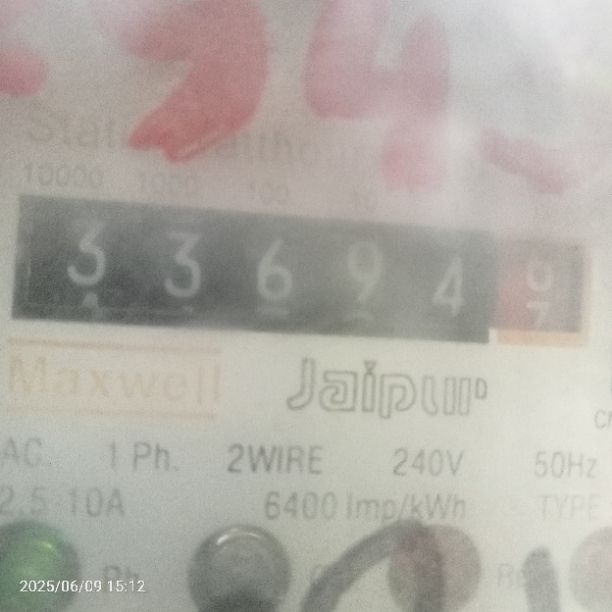 10000 1000 100 10
3 3 6 9 4
Maxwell Jaipur
AC. 1 Ph. 2WIRE 240V 50Hz
2.5-10A 6400 Imp/kWh TYPE
Ph.
2025/06/09 15:12